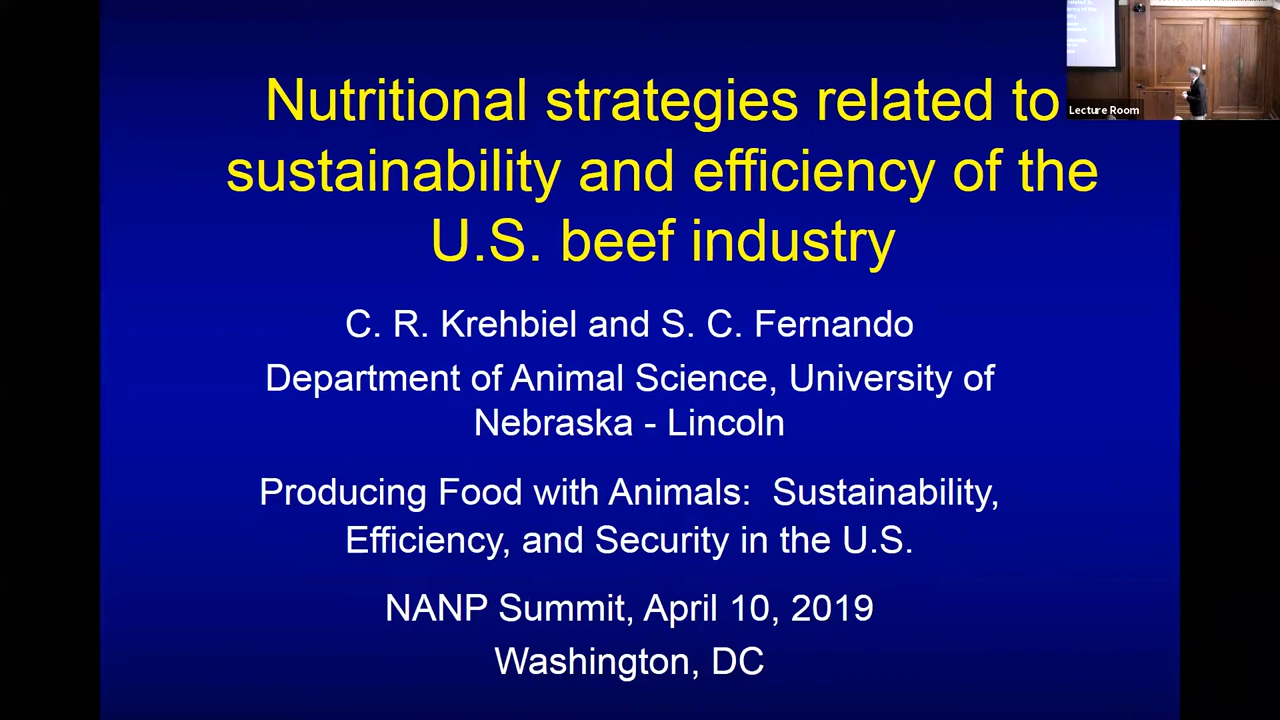 Nutritional strategies related to
sustainability and efficiency of the
U.S. beef industry
C. R. Krehbiel and S. C. Fernando
Department of Animal Science, University of
Nebraska - Lincoln
Producing Food with Animals: Sustainability,
Efficiency, and Security in the U.S.
NANP Summit, April 10, 2019
Washington, DC
Lecture Room